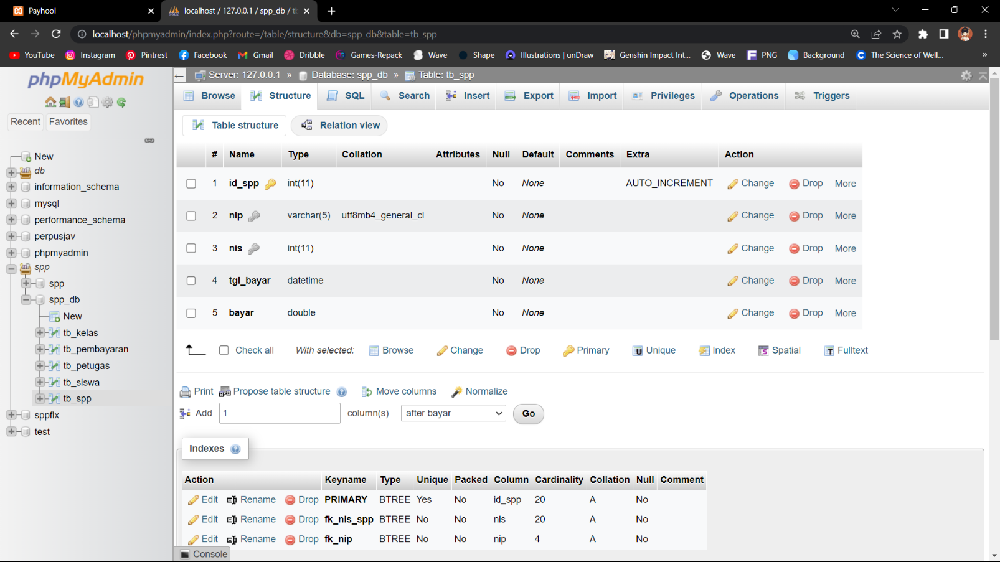 Payhool
localhost / 127.0.0.1 / spp_db / tb
localhost/phpmyadmin/index.php?route=/table/structure&db=spp_db&table=tb_spp
YouTube Instagram Pintrest Facebook Gmail Dribble Games-Repack Wave Shape Illustrations | unDraw Genshin Impact Int... Wave PNG Background The Science of Well... »
phpMyAdmin
Recent Favorites
New
db
information_schema
mysql
performance_schema
perpusjav
phpmyadmin
spp
spp
spp_db
New
tb_kelas
tb_pembayaran
tb_petugas
tb_siswa
tb_spp
sppfix
test
Server: 127.0.0.1 » Database: spp_db » Table: tb_spp
Browse Structure SQL Search Insert Export Import Privileges Operations Triggers
Table structure Relation view
# Name Type Collation Attributes Null Default Comments Extra Action
1 id_spp int(11) No None AUTO_INCREMENT Change Drop More
2 nip varchar(5) utf8mb4_general_ci No None Change Drop More
3 nis int(11) No None Change Drop More
4 tgl_bayar datetime No None Change Drop More
5 bayar double No None Change Drop More
Check all With selected: Browse Change Drop Primary Unique Index Spatial Fulltext
Print Propose table structure Move columns Normalize
Add 1 column(s) after bayar Go
Indexes
Action Keyname Type Unique Packed Column Cardinality Collation Null Comment
Edit Rename Drop PRIMARY BTREE Yes No id_spp 20 A No
Edit Rename Drop fk_nis_spp BTREE No No nis 20 A No
Edit Rename Drop fk_nip BTREE No No nip 4 A No
Console